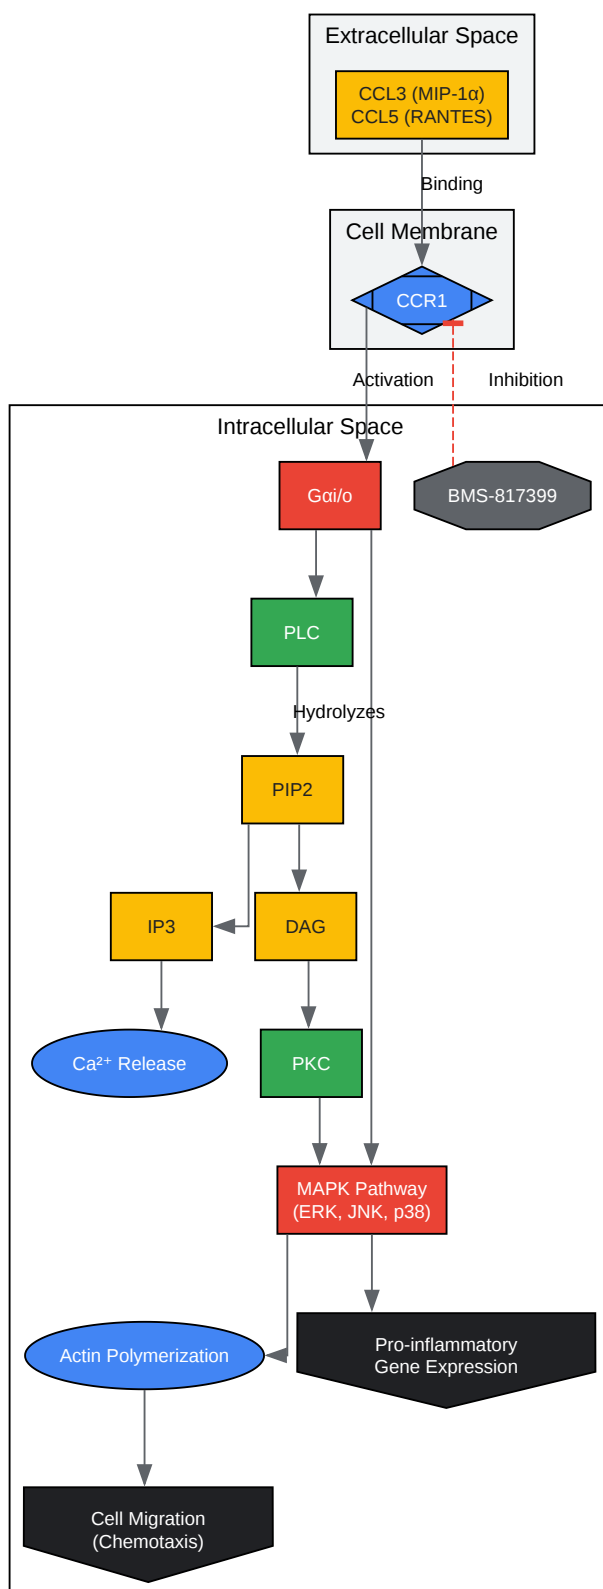 Extracellular Space
CCL3 (MIP-1α)
CCL5 (RANTES)
Binding
Cell Membrane
CCR1
Activation
Inhibition
Intracellular Space
Gαi/o
BMS-817399
PLC
Hydrolyzes
PIP2
IP3
DAG
Ca²⁺ Release
PKC
MAPK Pathway
(ERK, JNK, p38)
Actin Polymerization
Pro-inflammatory
Gene Expression
Cell Migration
(Chemotaxis)